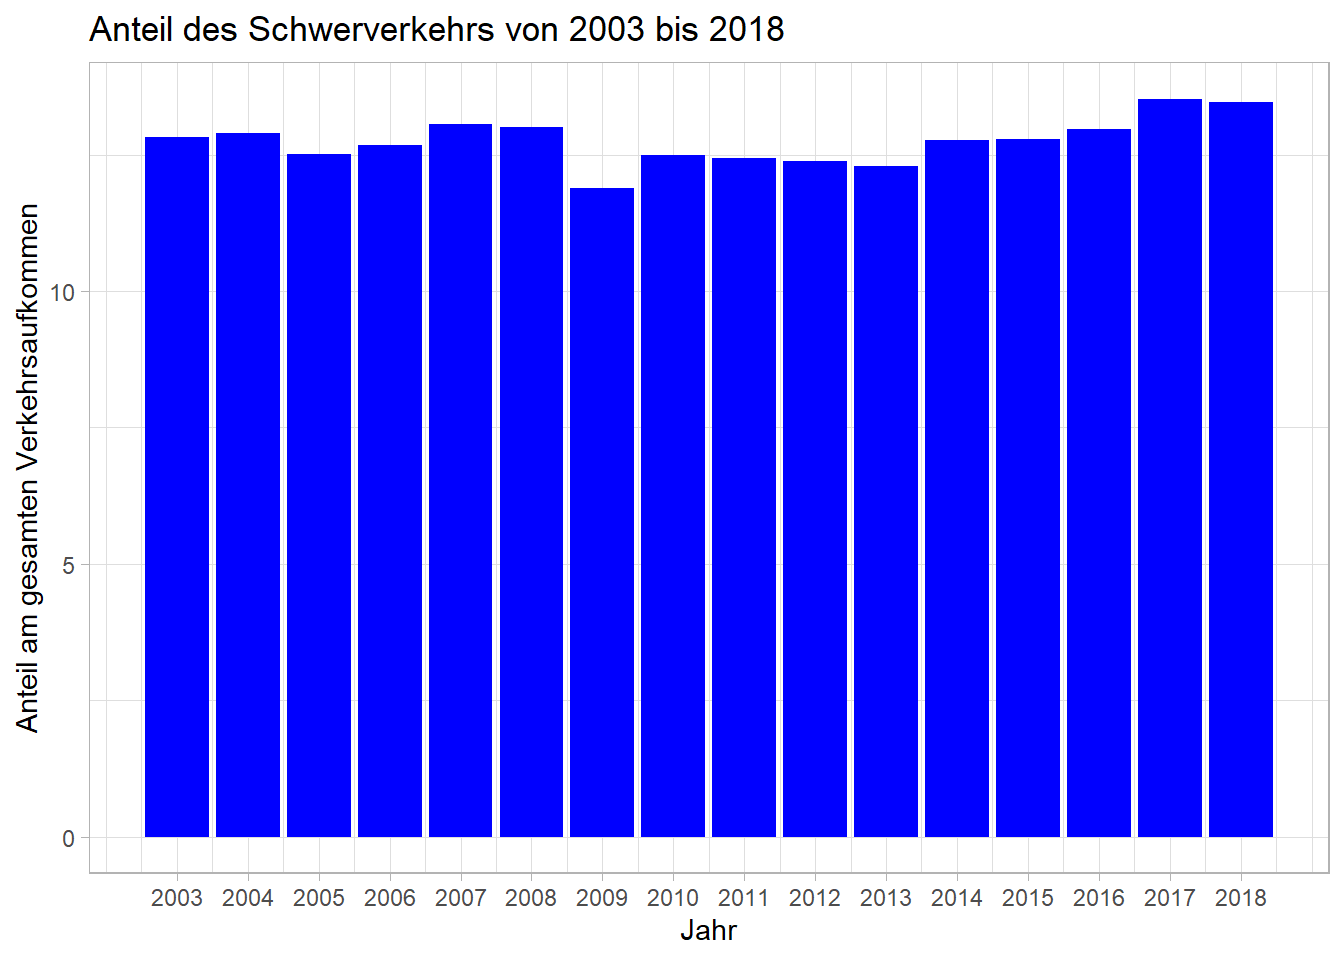 Anteil des Schwerverkehrs von 2003 bis 2018
Anteil am gesamten Verkehrsaufkommen
10
5
0
2003 2004 2005 2006 2007 2008 2009 2010 2011 2012 2013 2014 2015 2016 2017 2018
Jahr